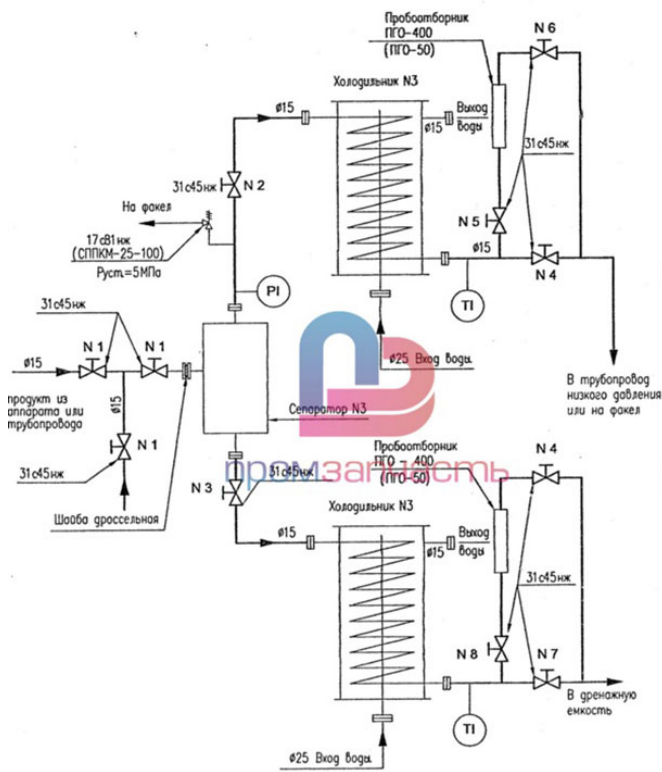 Пробоотборник
ПГО-400
(ПГО-50)
N 6
Холодильник N3
ø15
Выход
воды
ø15
31с45нж
31с45нж
N 2
На факел
17с81нж
(СППКМ-25-100)
Руст.=5МПа
N 5
ø15
N 4
PI
TI
31с45нж
N 1
N 1
ø15
ø25 Вход воды
продукт из
аппарата или
трубопровода
ø15
В трубопровод
низкого давления
или на факел
Сепаратор N3
N 1
31с45нж
Пробоотборник
ПГО - 400
(ПГО-50)
N 4
промзапчасть
31с45нж
N 3
Шайба дроссельная
Холодильник N3
ø15
Выход
воды
ø15
31с45нж
N 8
N 7
TI
В дренажную
емкость
ø25 Вход воды